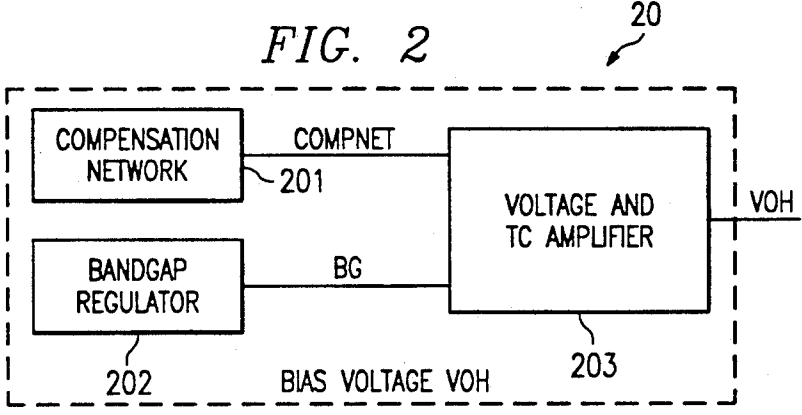 FIG. 2
20
COMPENSATION
NETWORK
COMPNET
201
VOLTAGE AND
TC AMPLIFIER
VOH
BANDGAP
REGULATOR
BG
202
203
BIAS VOLTAGE VOH